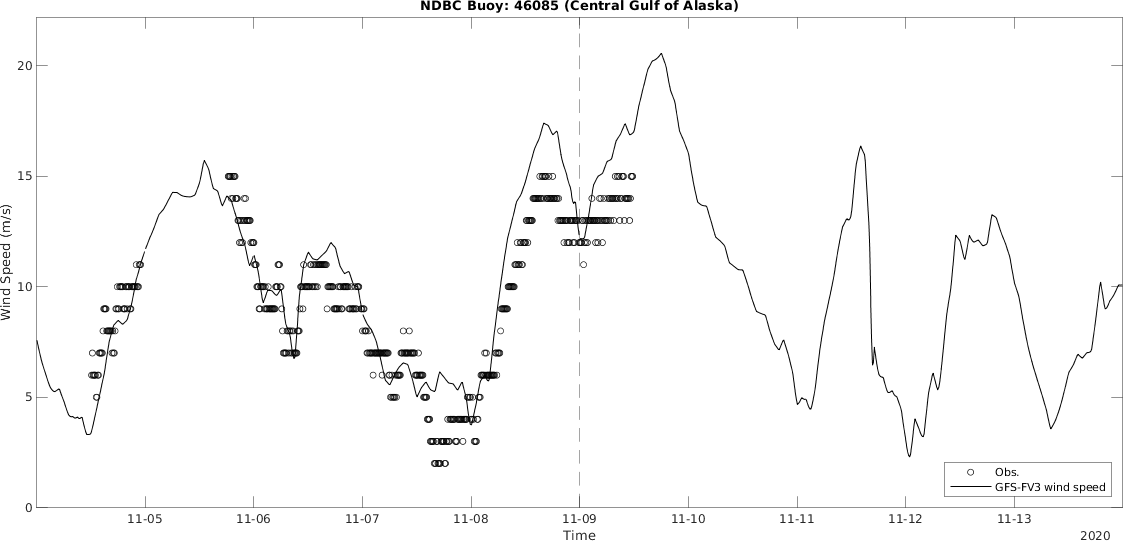 NDBC Buoy: 46085 (Central Gulf of Alaska)
20
15
10
5
0
Wind Speed (m/s)
Obs.
GFS-FV3 wind speed
11-05 11-06 11-07 11-08 11-09 11-10 11-11 11-12 11-13
Time
2020